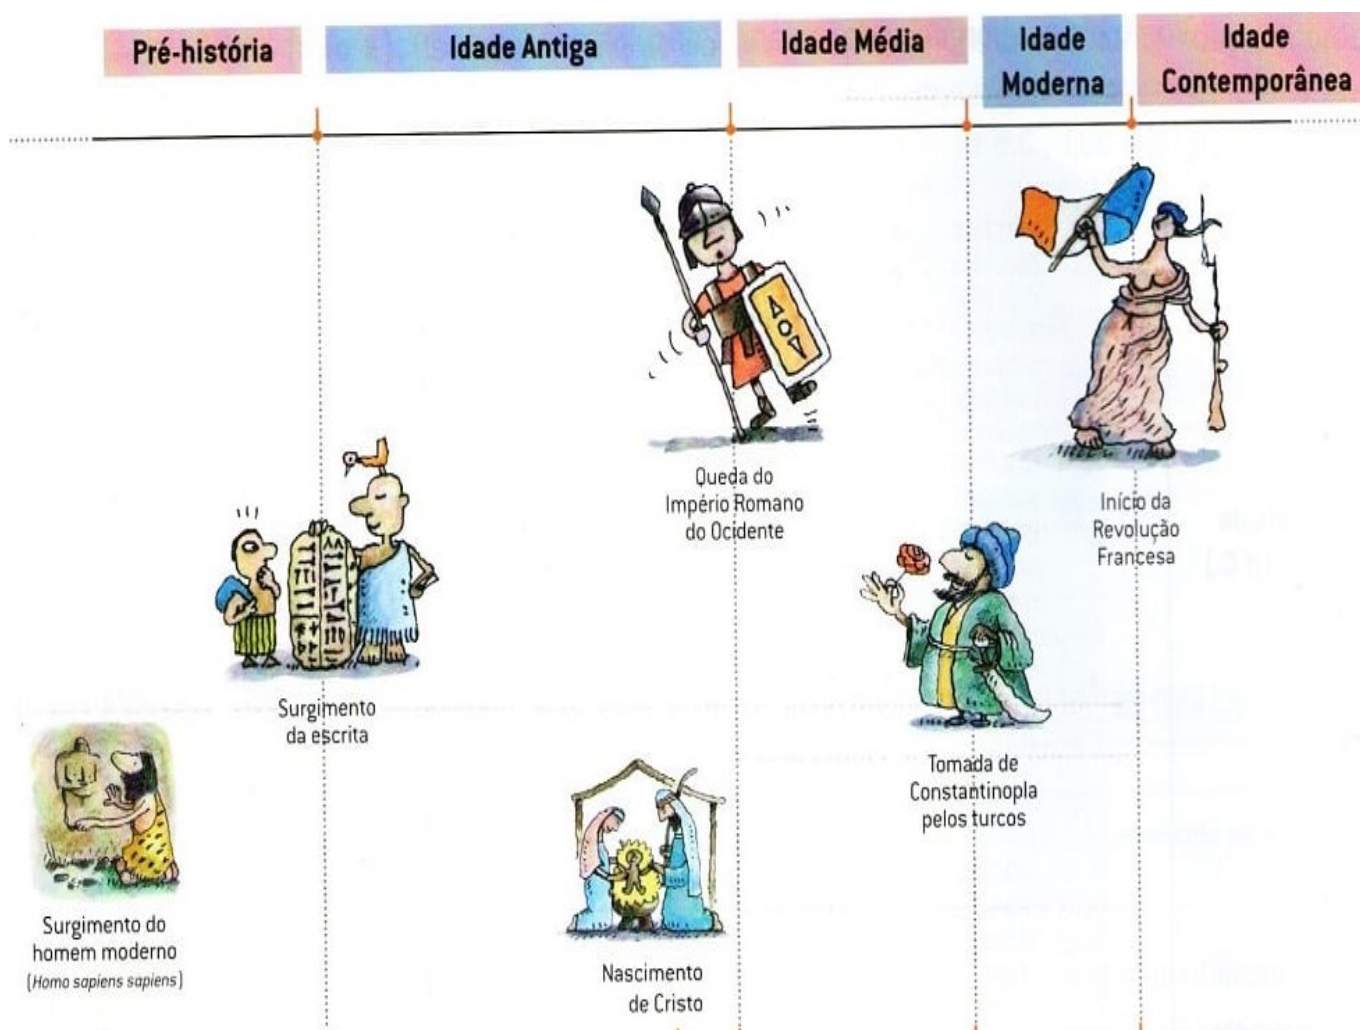 Pré-história
Idade Antiga
Idade Média
Idade
Moderna
Idade
Contemporânea
Queda do
Império Romano
do Ocidente
Início da
Revolução
Francesa
Surgimento
da escrita
Tomada de
Constantinopla
pelos turcos
Surgimento do
homem moderno
(Homo sapiens sapiens)
Nascimento
de Cristo